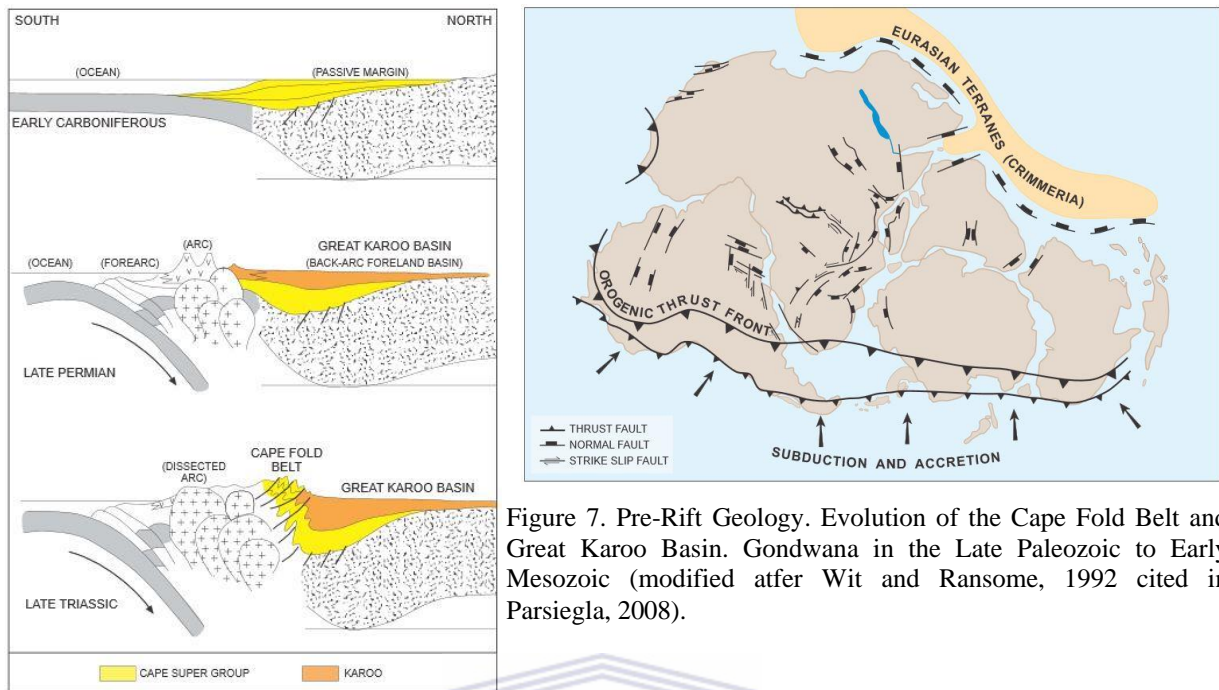 SOUTH
NORTH
(OCEAN)
(PASSIVE MARGIN)
EARLY CARBONIFEROUS
(ARC)
GREAT KAROO BASIN
(OCEAN)
(FOREARC)
(BACK-ARC FORELAND BASIN)
LATE PERMIAN
CAPE FOLD
BELT
(DISSECTED
ARC)
GREAT KAROO BASIN
LATE TRIASSIC
CAPE SUPER GROUP
KAROO
EURASIAN TERRANES (CRIMMERIA)
OROGENIC THRUST FRONT
THRUST FAULT
NORMAL FAULT
STRIKE SLIP FAULT
SUBDUCTION AND ACCRETION
Figure 7. Pre-Rift Geology. Evolution of the Cape Fold Belt and
Great Karoo Basin. Gondwana in the Late Paleozoic to Early
Mesozoic (modified atfer Wit and Ransome, 1992 cited in
Parsiegla, 2008).